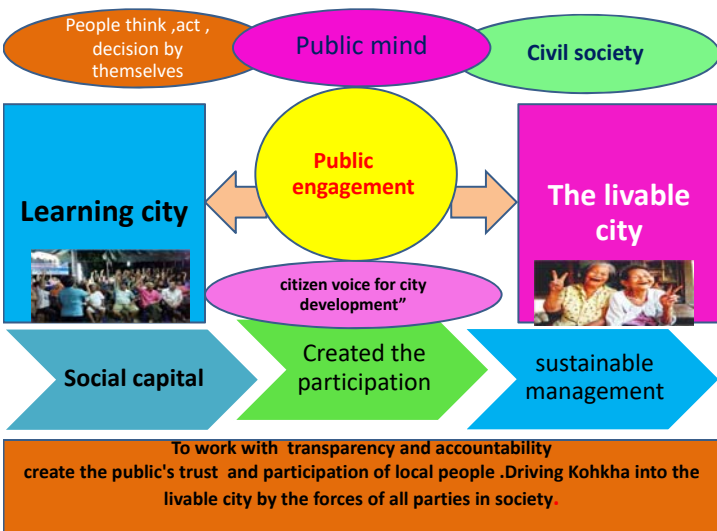 People think ,act ,
decision by
themselves
Public mind
Civil society
Public
engagement
Learning city
The livable
city
citizen voice for city
development”
Social capital
Created the
participation
sustainable
management
To work with transparency and accountability
create the public's trust and participation of local people .Driving Kohkha into the
livable city by the forces of all parties in society.